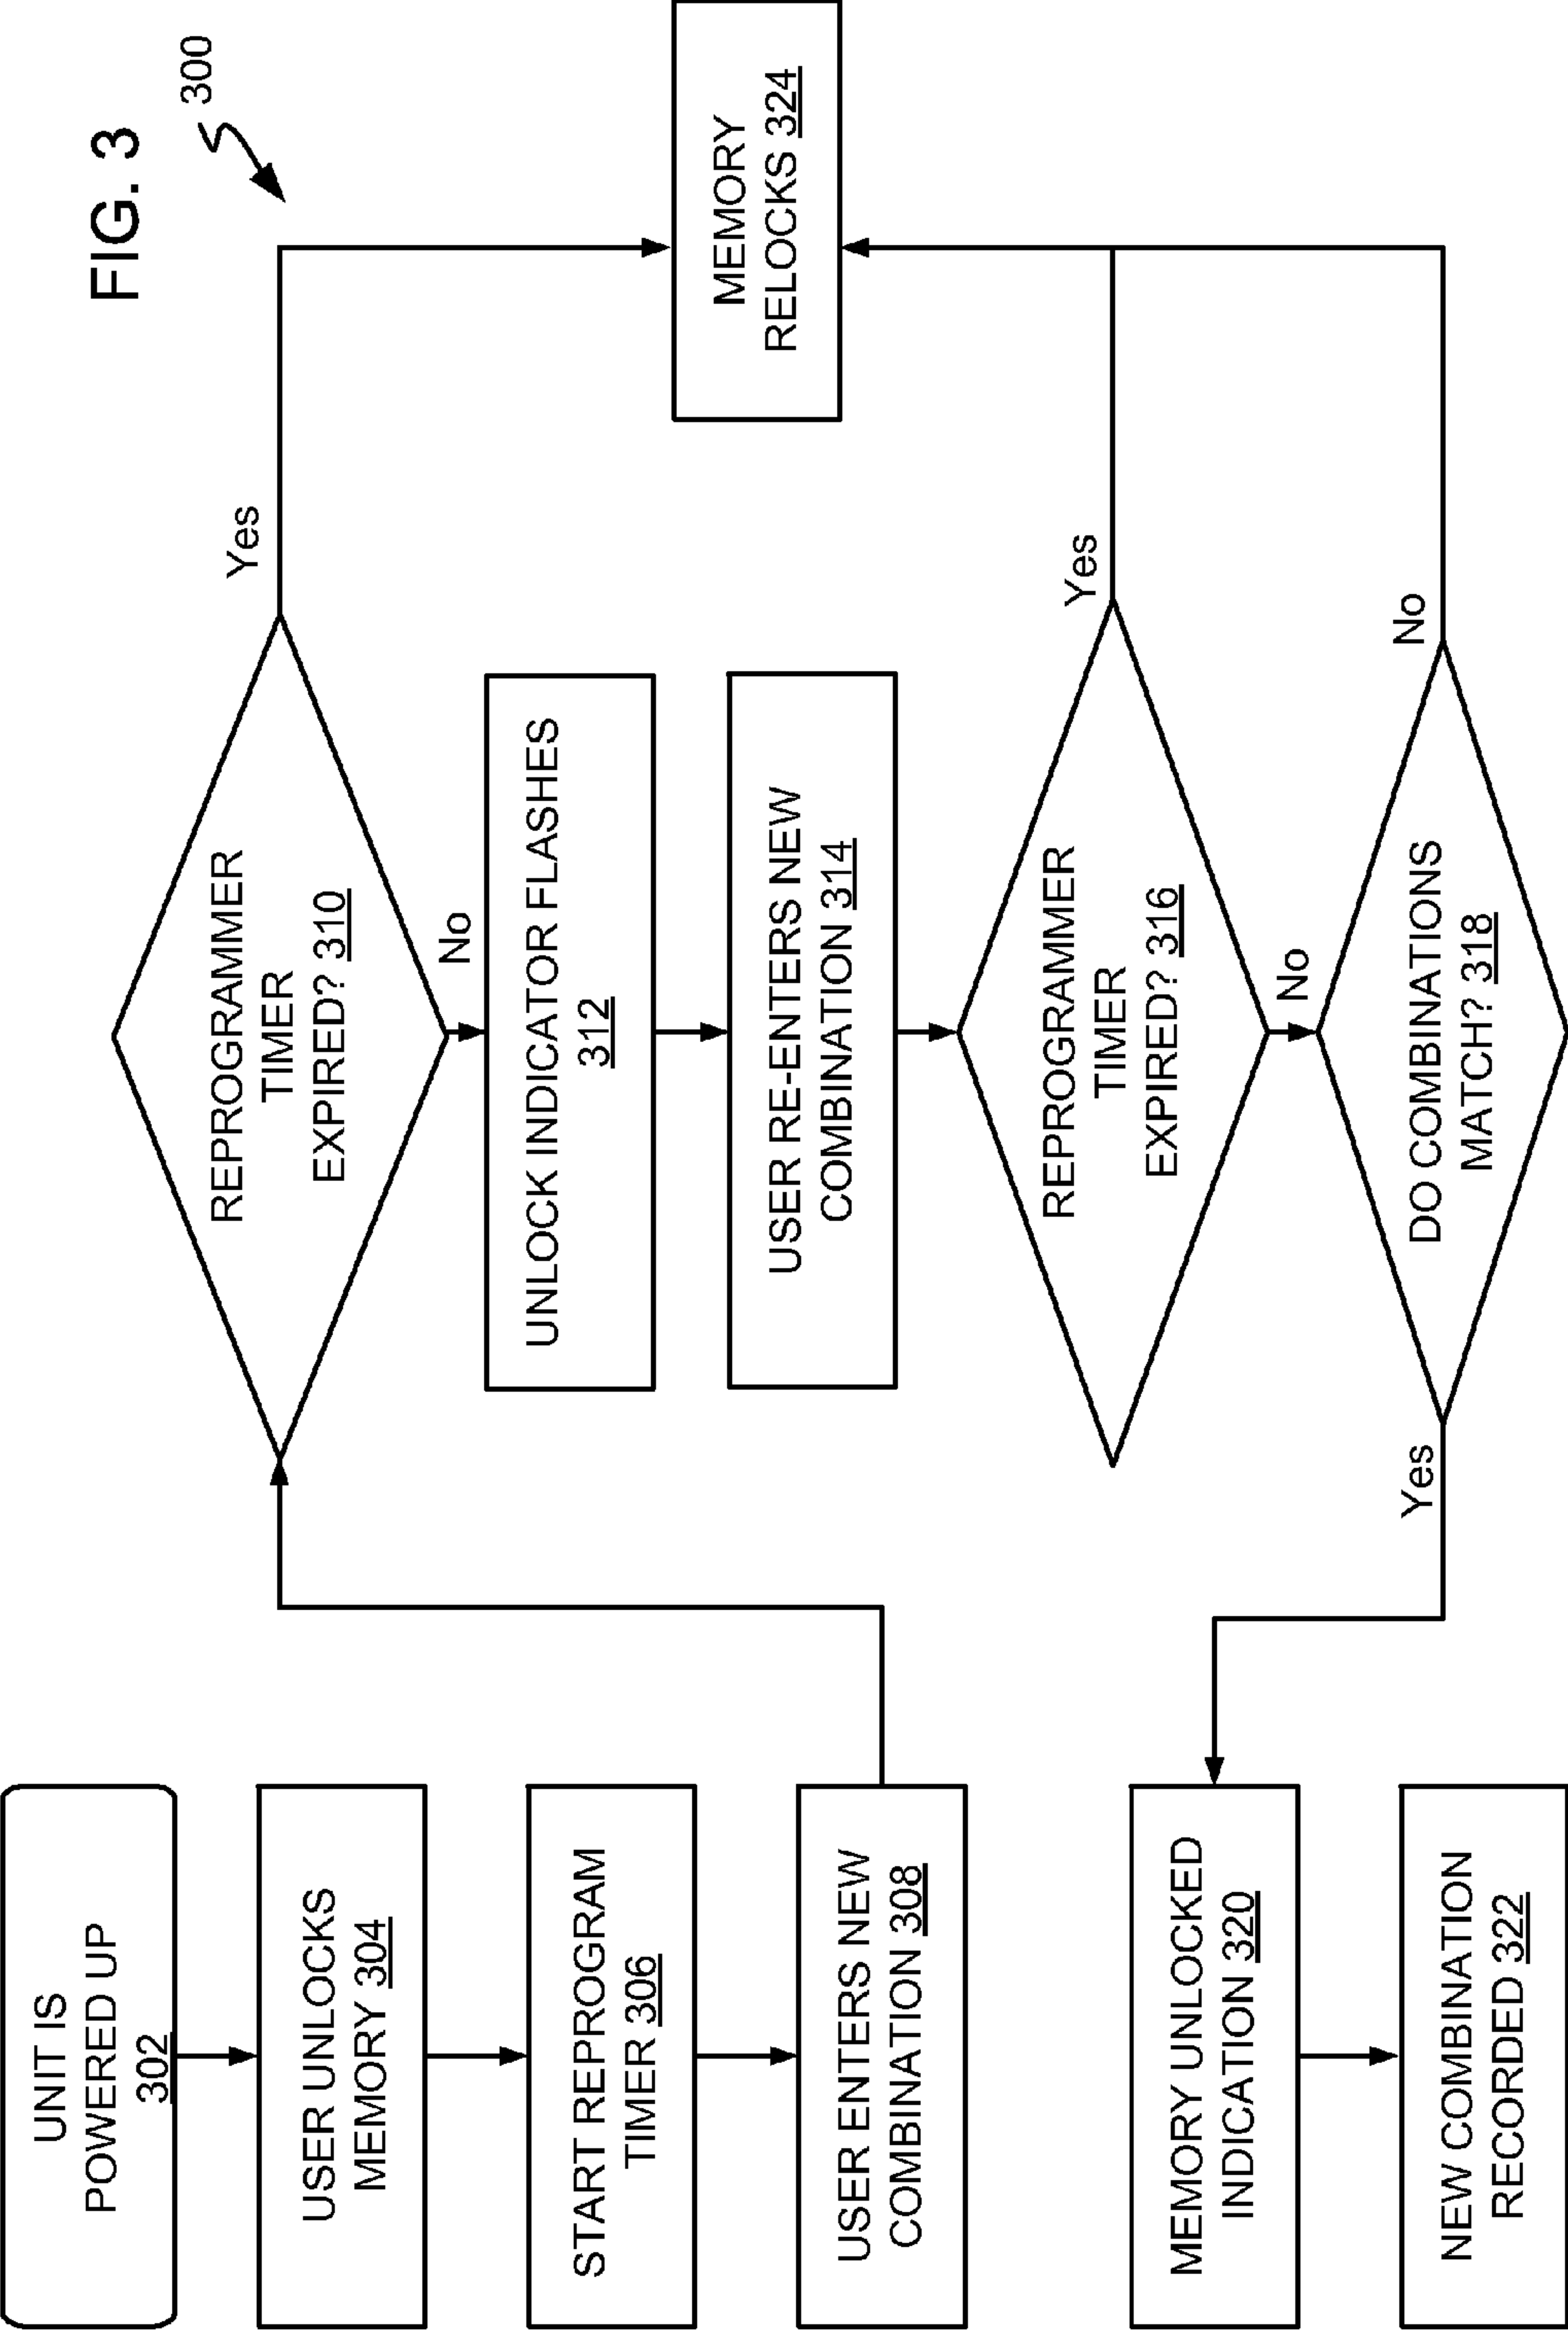 FIG. 3
300
UNIT IS
POWERED UP
302
USER UNLOCKS
MEMORY 304
START REPROGRAM
TIMER 306
USER ENTERS NEW
COMBINATION 308
REPROGRAMMER
TIMER
EXPIRED? 310
Yes
No
UNLOCK INDICATOR FLASHES
312
USER RE-ENTERS NEW
COMBINATION 314
REPROGRAMMER
TIMER
EXPIRED? 316
Yes
No
DO COMBINATIONS
MATCH? 318
Yes
No
MEMORY UNLOCKED
INDICATION 320
NEW COMBINATION
RECORDED 322
MEMORY
RELOCKS 324